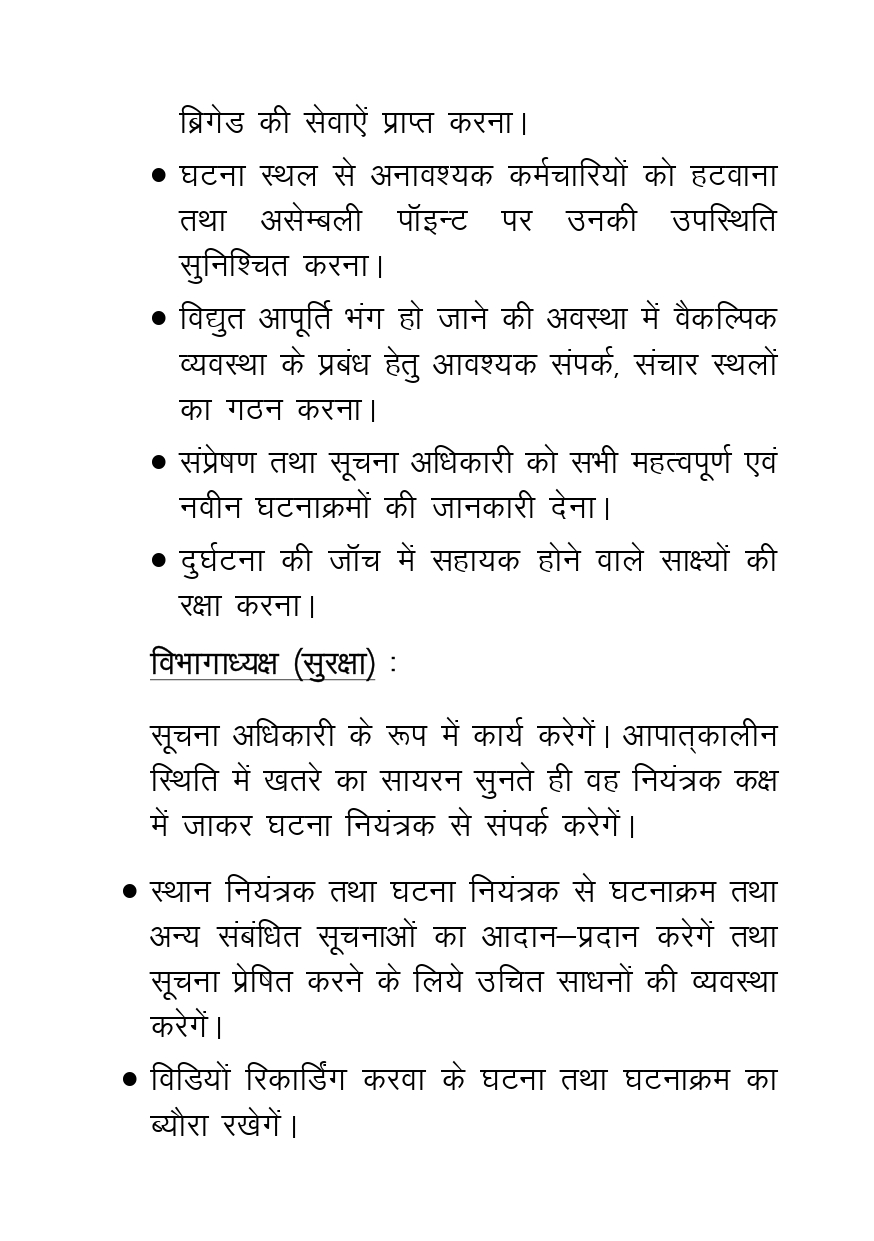 ब्रिगेड की सेवाऐं प्राप्त करना।
• घटना स्थल से अनावश्यक कर्मचारियों को हटवाना
तथा असेम्बली पॉइन्ट पर उनकी उपस्थिति
सुनिश्चित करना।
• विद्युत आपूर्ति भंग हो जाने की अवस्था में वैकल्पिक
व्यवस्था के प्रबंध हेतु आवश्यक संपर्क, संचार स्थलों
का गठन करना।
• संप्रेषण तथा सूचना अधिकारी को सभी महत्वपूर्ण एवं
नवीन घटनाक्रमों की जानकारी देना।
• दुर्घटना की जॉच में सहायक होने वाले साक्ष्यों की
रक्षा करना।
विभागाध्यक्ष (सुरक्षा) :
सूचना अधिकारी के रूप में कार्य करेगें। आपात्कालीन
स्थिति में खतरे का सायरन सुनते ही वह नियंत्रक कक्ष
में जाकर घटना नियंत्रक से संपर्क करेगें।
• स्थान नियंत्रक तथा घटना नियंत्रक से घटनाक्रम तथा
अन्य संबंधित सूचनाओं का आदान–प्रदान करेगें तथा
सूचना प्रेषित करने के लिये उचित साधनों की व्यवस्था
करेगें।
• विडियों रिकार्डिंग करवा के घटना तथा घटनाक्रम का
ब्यौरा रखेगें।